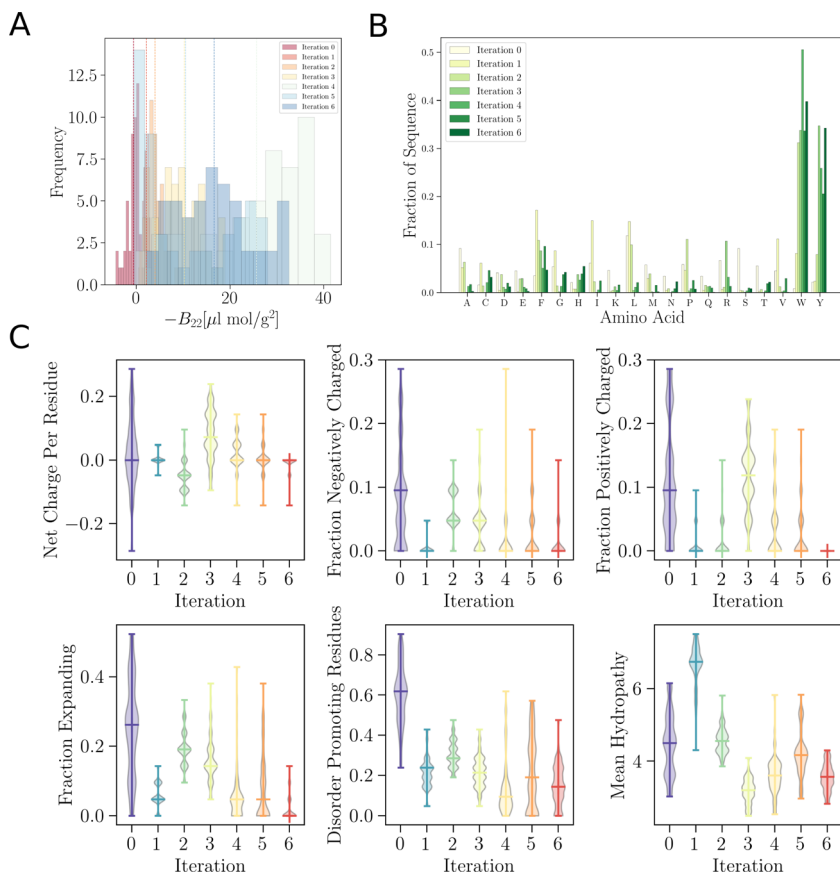 A
B
12.5
10.0
7.5
5.0
2.5
0.0
Frequency
0
20
40
−B22[µl mol/g²]
Iteration 0
Iteration 1
Iteration 2
Iteration 3
Iteration 4
Iteration 5
Iteration 6
0.5
0.4
0.3
0.2
0.1
0.0
Fraction of Sequence
Iteration 0
Iteration 1
Iteration 2
Iteration 3
Iteration 4
Iteration 5
Iteration 6
A C D E F G H I K L M N P Q R S T V W Y
Amino Acid
C
Net Charge Per Residue
0.2
0.0
−0.2
0 1 2 3 4 5 6
Iteration
Fraction Negatively Charged
0.3
0.2
0.1
0.0
0 1 2 3 4 5 6
Iteration
Fraction Positively Charged
0.3
0.2
0.1
0.0
0 1 2 3 4 5 6
Iteration
Fraction Expanding
0.4
0.2
0.0
0 1 2 3 4 5 6
Iteration
Disorder Promoting Residues
0.8
0.6
0.4
0.2
0.0
0 1 2 3 4 5 6
Iteration
Mean Hydropathy
6
4
0 1 2 3 4 5 6
Iteration